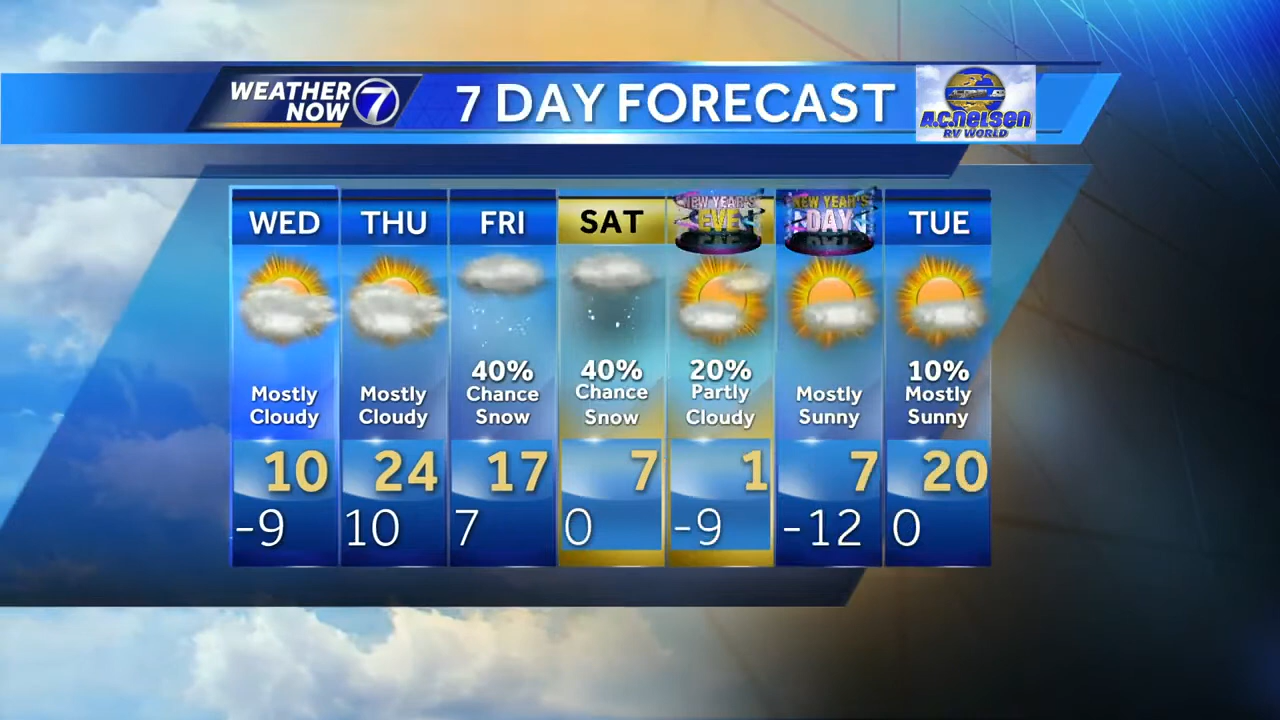 WEATHER
NOW 7
7 DAY FORECAST
A.C.Nelsen
RV WORLD
WED THU FRI SAT NEW YEAR'S EVE NEW YEAR'S DAY TUE
Mostly
Cloudy
Mostly
Cloudy
40%
Chance
Snow
40%
Chance
Snow
20%
Partly
Cloudy
Mostly
Sunny
10%
Mostly
Sunny
10 24 17 7 1 7 20
-9 10 7 0 -9 -12 0